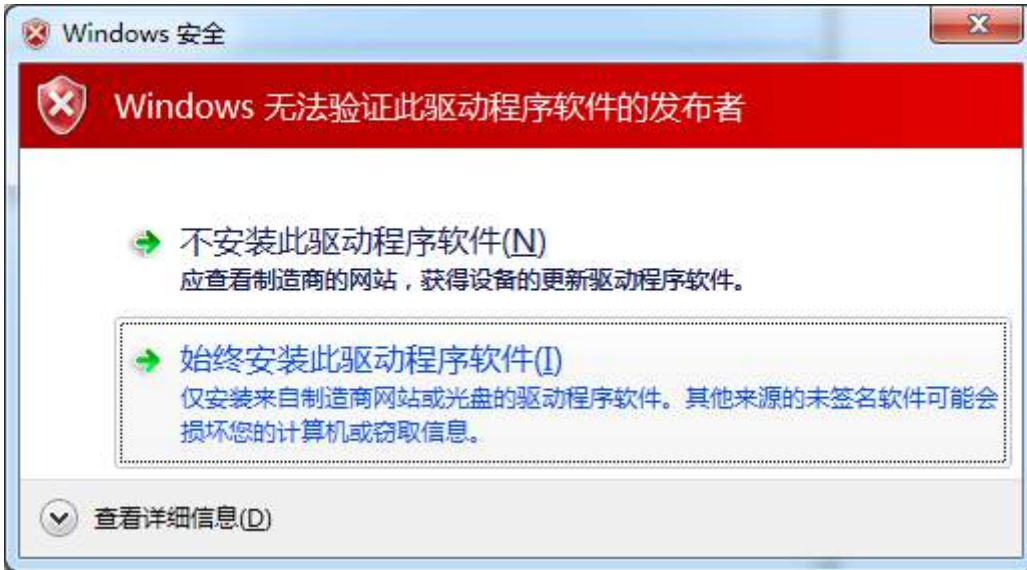 Windows 安全
Windows 无法验证此驱动程序软件的发布者
不安装此驱动程序软件(N)
应查看制造商的网站，获得设备的更新驱动程序软件。
始终安装此驱动程序软件(I)
仅安装来自制造商网站或光盘的驱动程序软件。其他来源的未签名软件可能会
损坏您的计算机或窃取信息。
查看详细信息(D)